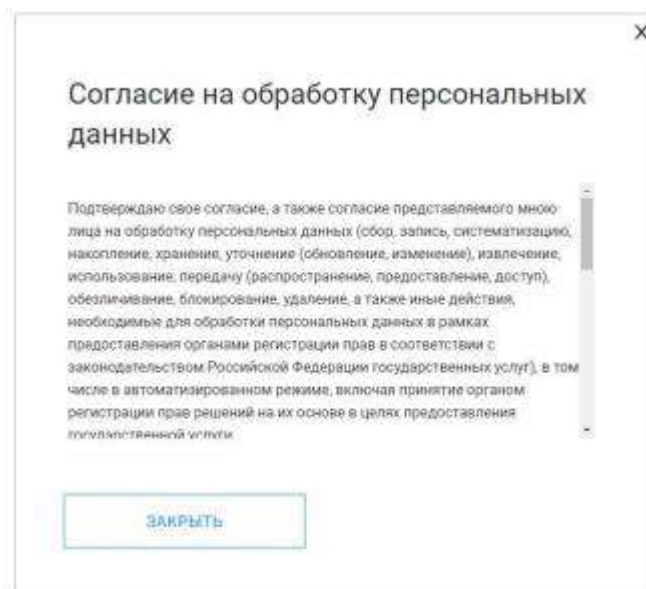 X
Согласие на обработку персональных
данных
Подтверждаю свое согласие, а также согласие представляемого мною
лица на обработку персональных данных (сбор, запись, систематизацию,
накопление, хранение, уточнение (обновление, изменение), извлечение,
использование, передачу (распространение, предоставление, доступ),
обезличивание, блокирование, удаление, а также иные действия,
необходимые для обработки персональных данных в рамках
предоставления органами регистрации прав в соответствии с
законодательством Российской Федерации государственных услуг), в том
числе в автоматизированном режиме, включая принятие органом
регистрации прав решений на их основе в целях предоставления
государственной услуги
ЗАКРЫТЬ